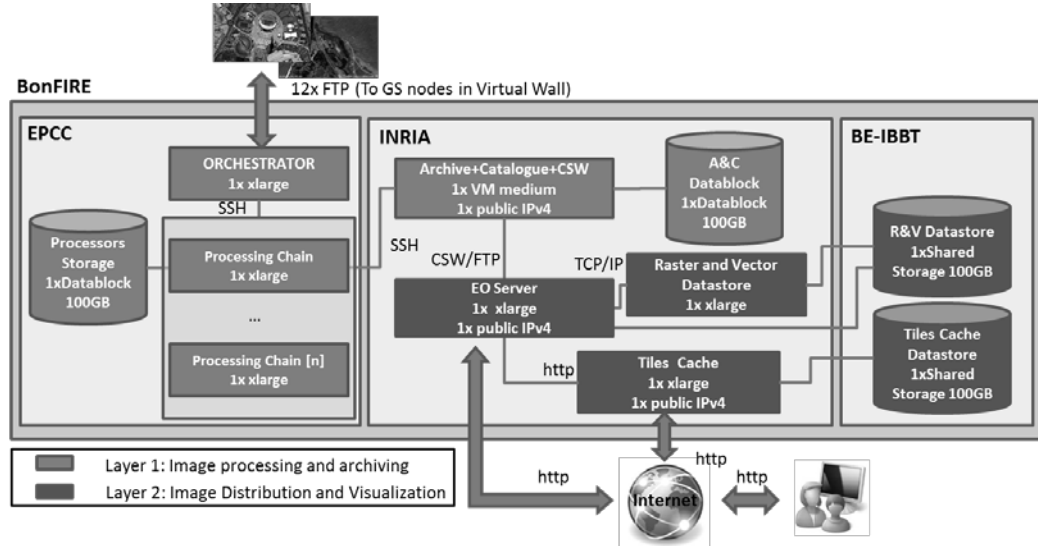 12x FTP (To GS nodes in Virtual Wall)
BonFIRE
EPCC
ORCHESTRATOR
1x xlarge
SSH
Processors
Storage
1xDatablock
100GB
Processing Chain
1x xlarge
...
Processing Chain [n]
1x xlarge
INRIA
Archive+Catalogue+CSW
1x VM medium
1x public IPv4
A&C
Datablock
1xDatablock
100GB
SSH
CSW/FTP
TCP/IP
EO Server
1x xlarge
1x public IPv4
Raster and Vector
Datastore
1x xlarge
http
Tiles Cache
1x xlarge
1x public IPv4
BE-IBBT
R&V Datastore
1xShared
Storage 100GB
Tiles Cache
Datastore
1xShared
Storage 100GB
Layer 1: Image processing and archiving
Layer 2: Image Distribution and Visualization
http
http
http
Internet